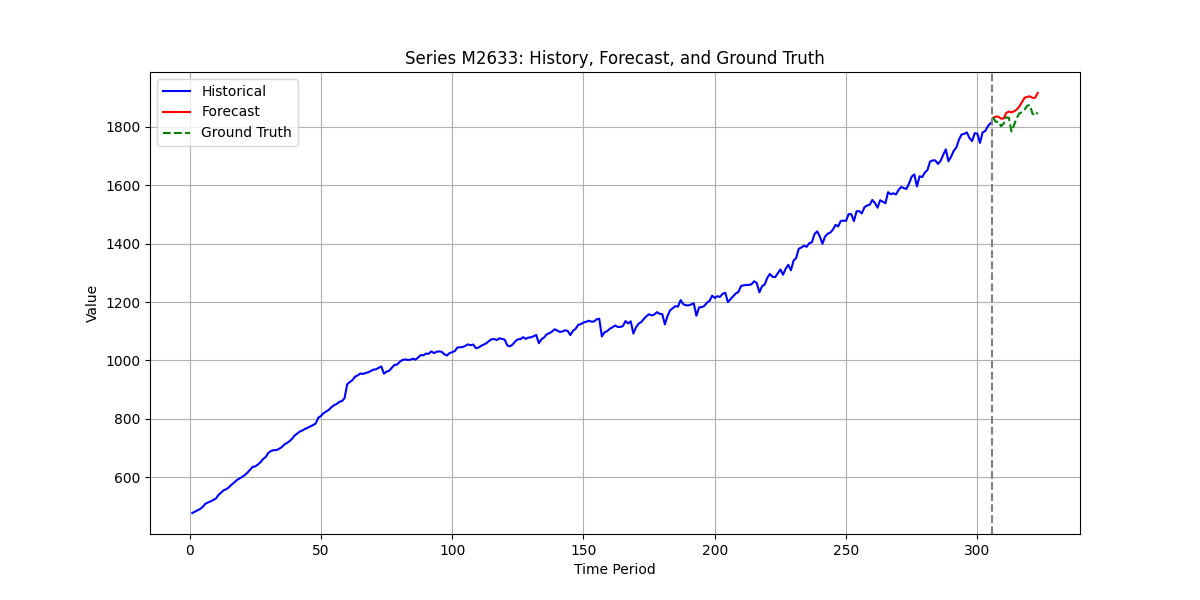 Series M2633: History, Forecast, and Ground Truth
Historical
Forecast
Ground Truth
Value
1800
1600
1400
1200
1000
800
600
0 50 100 150 200 250 300
Time Period